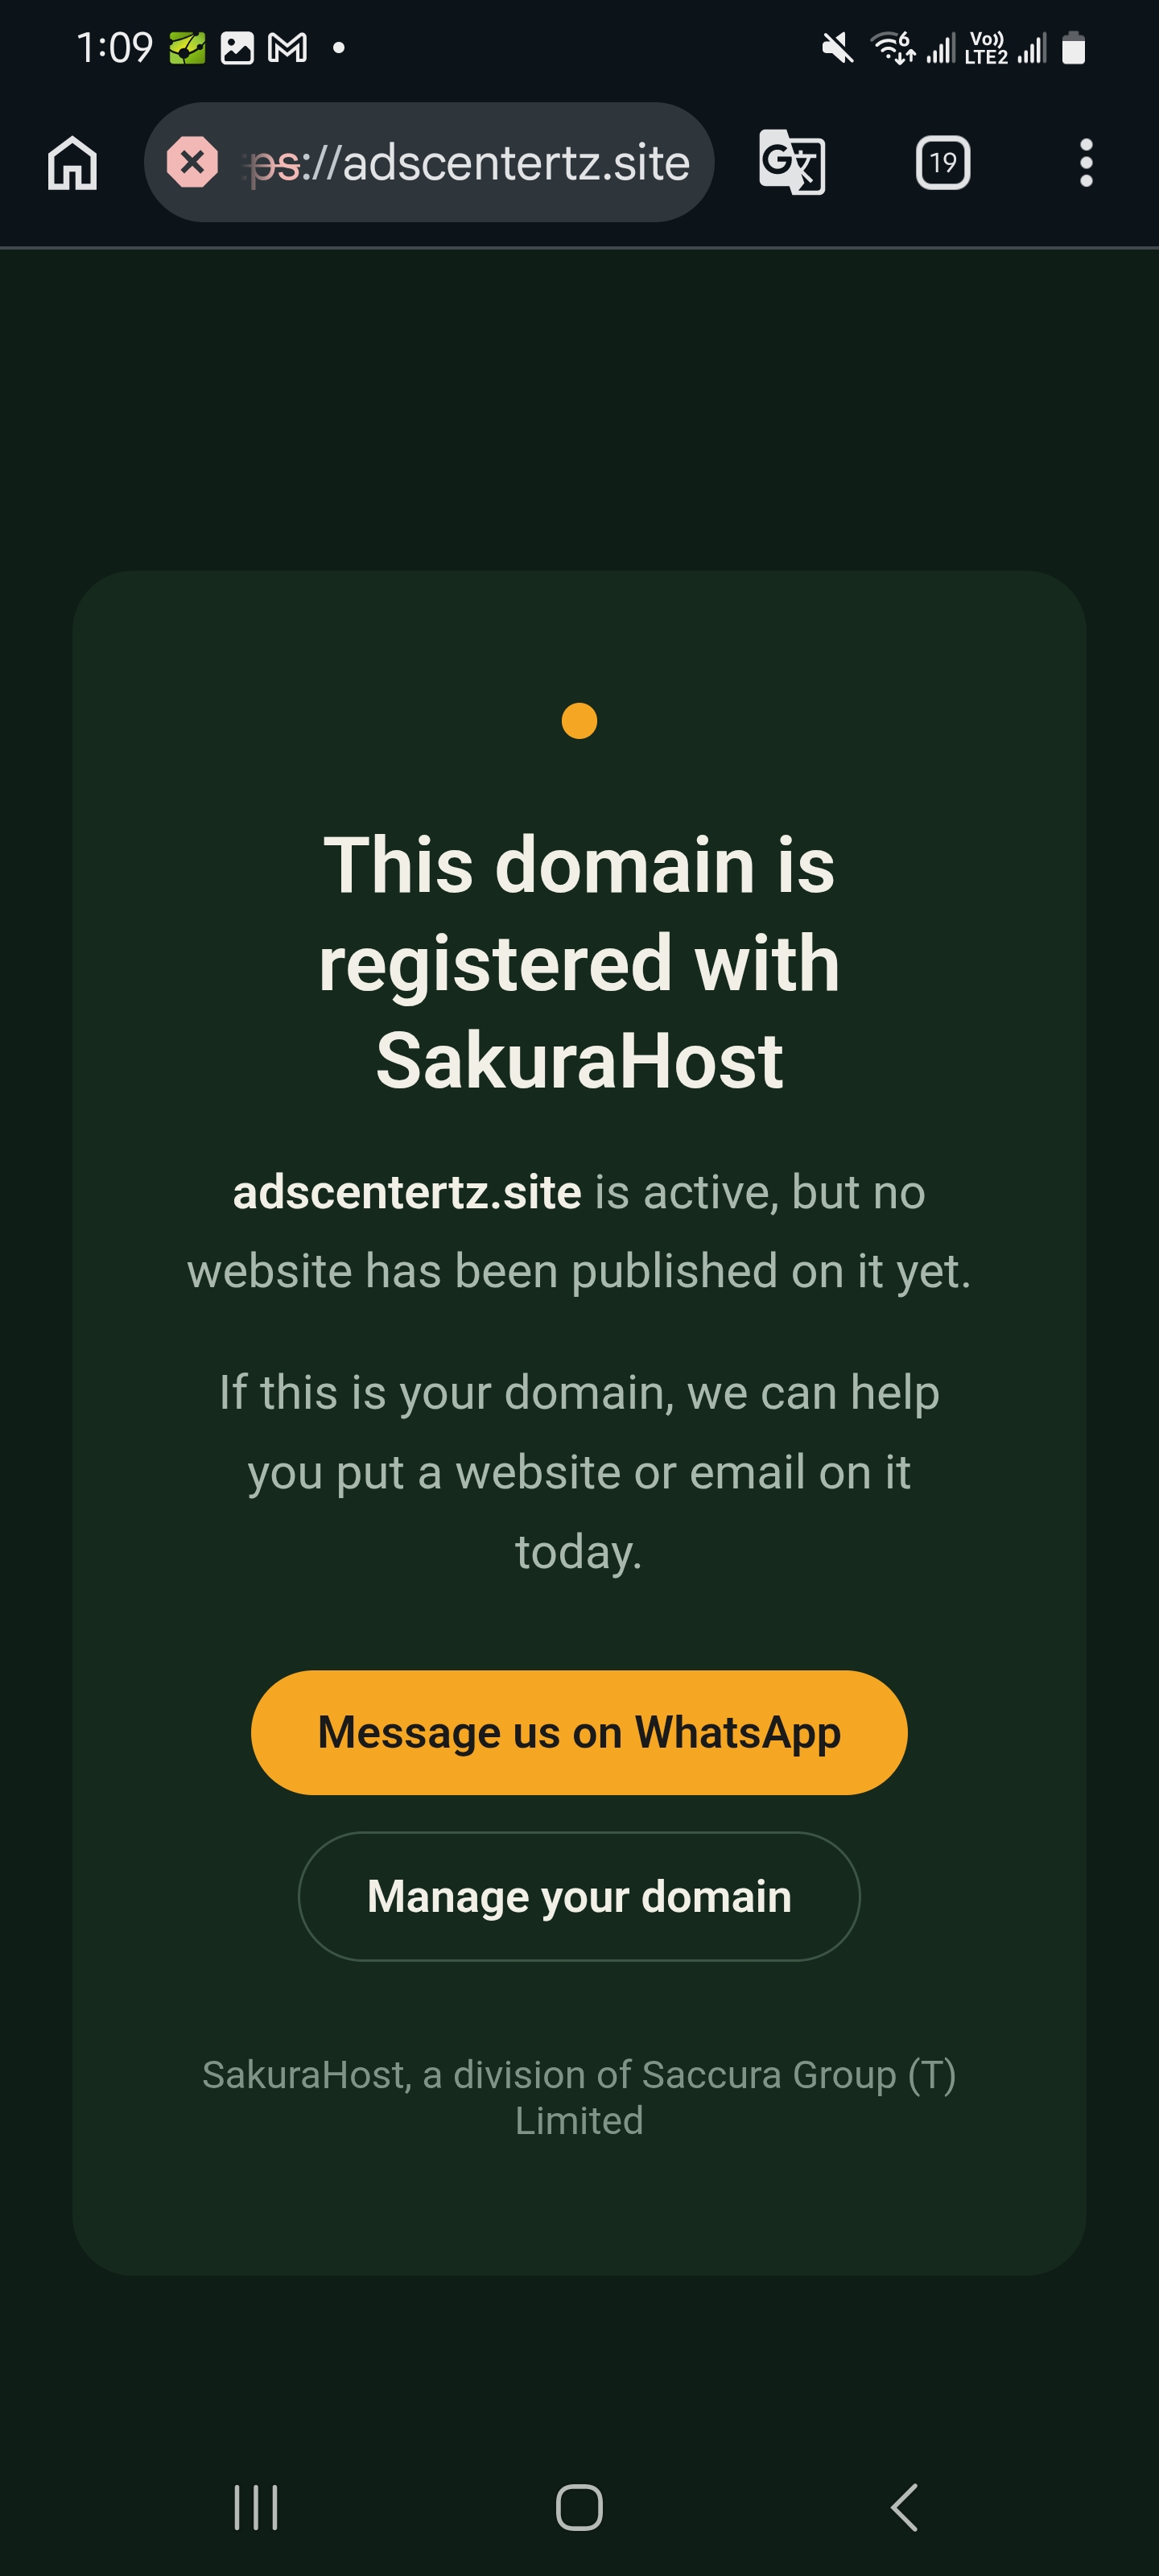 1:09
Vo)) LTE2
ps://adscentertz.site
19
This domain is
registered with
SakuraHost
adscentertz.site is active, but no
website has been published on it yet.
If this is your domain, we can help
you put a website or email on it
today.
Message us on WhatsApp
Manage your domain
SakuraHost, a division of Saccura Group (T)
Limited